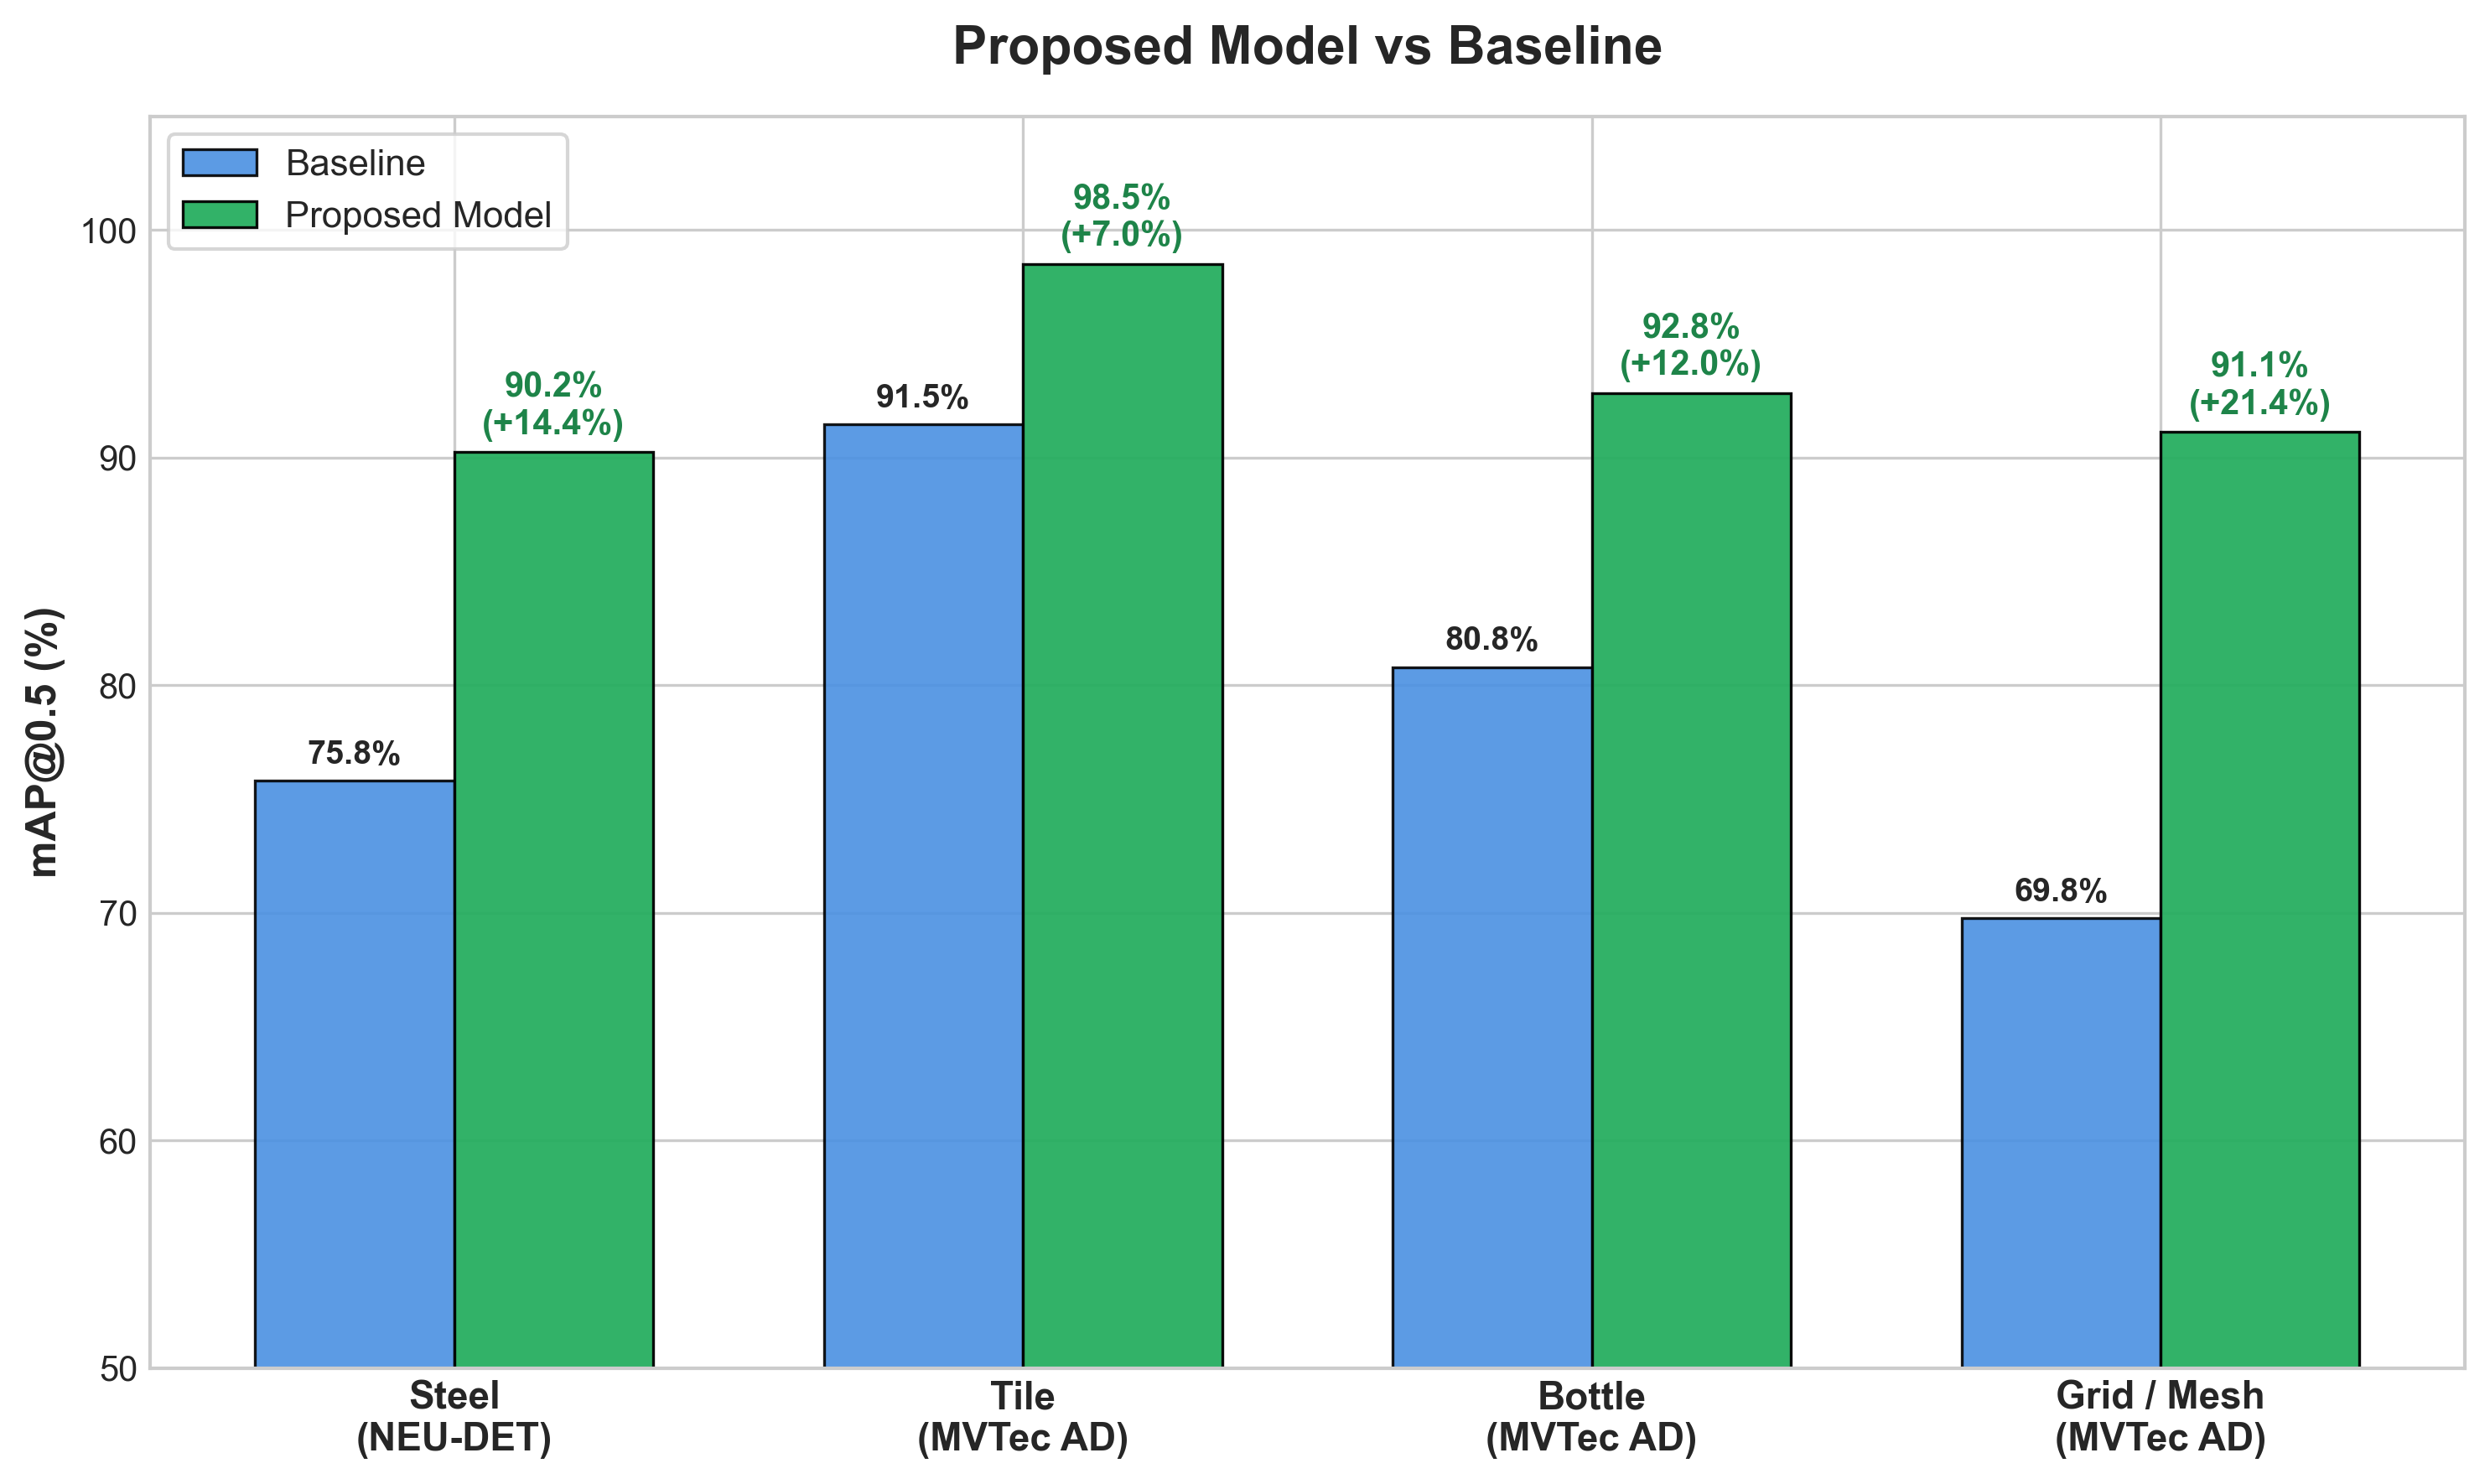 Proposed Model vs Baseline
Baseline
Proposed Model
mAP@0.5 (%)
100
90
80
70
60
50
75.8%
90.2%
(+14.4%)
91.5%
98.5%
(+7.0%)
80.8%
92.8%
(+12.0%)
69.8%
91.1%
(+21.4%)
Steel
(NEU-DET)
Tile
(MVTec AD)
Bottle
(MVTec AD)
Grid / Mesh
(MVTec AD)